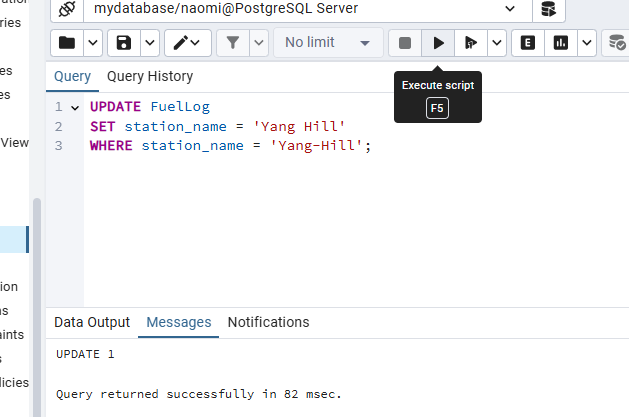 mydatabase/naomi@PostgreSQL Server
ries
No limit
E
es
es
View
Query Query History
Execute script
F5
1 UPDATE FuelLog
2 SET station_name = 'Yang Hill'
3 WHERE station_name = 'Yang-Hill';
ion
aints
licies
Data Output Messages Notifications
UPDATE 1
Query returned successfully in 82 msec.